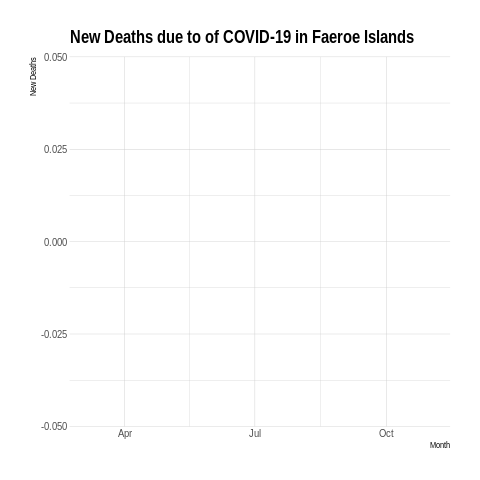 New Deaths due to of COVID-19 in Faeroe Islands
New Deaths
0.050
0.025
0.000
-0.025
-0.050
Apr
Jul
Oct
Month